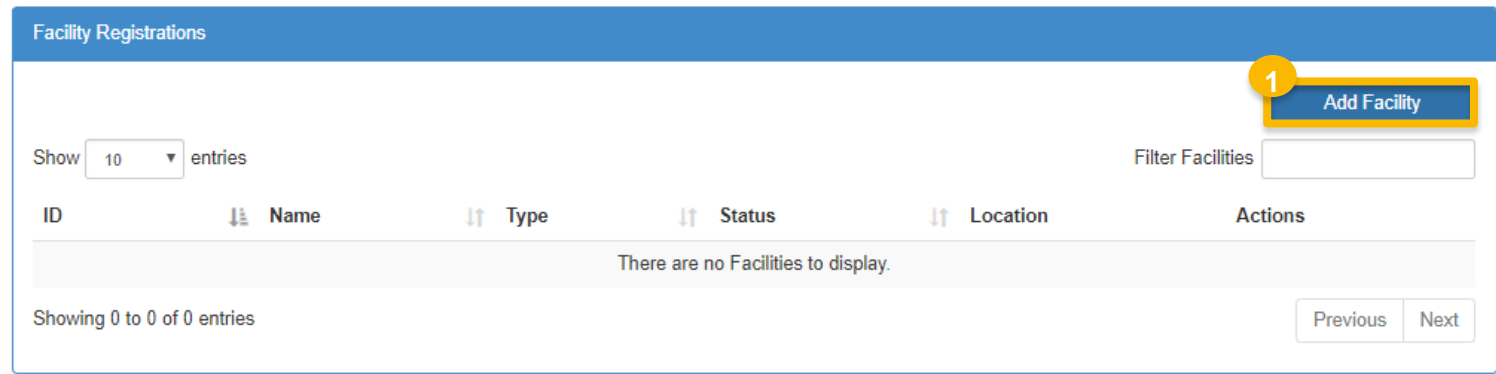 Facility Registrations
1
Add Facility
Show 10 entries Filter Facilities
ID Name Type Status Location Actions
There are no Facilities to display.
Showing 0 to 0 of 0 entries Previous Next